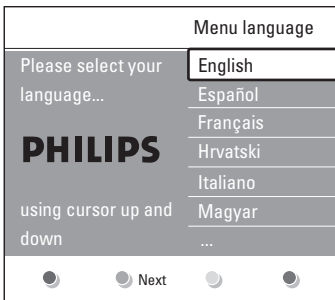 Menu language
Please select your
language...
PHILIPS
using cursor up and
down
English
Español
Français
Hrvatski
Italiano
Magyar
...
Next